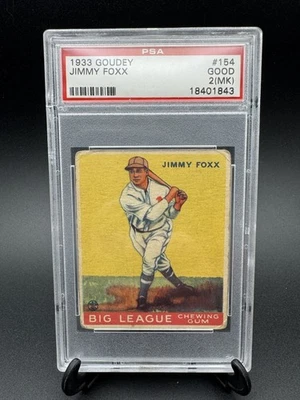 PSA
1933 GOUDEY #154
JIMMY FOXX GOOD
2(MK)
18401843
JIMMY FOXX
BIG LEAGUE CHEWING GUM